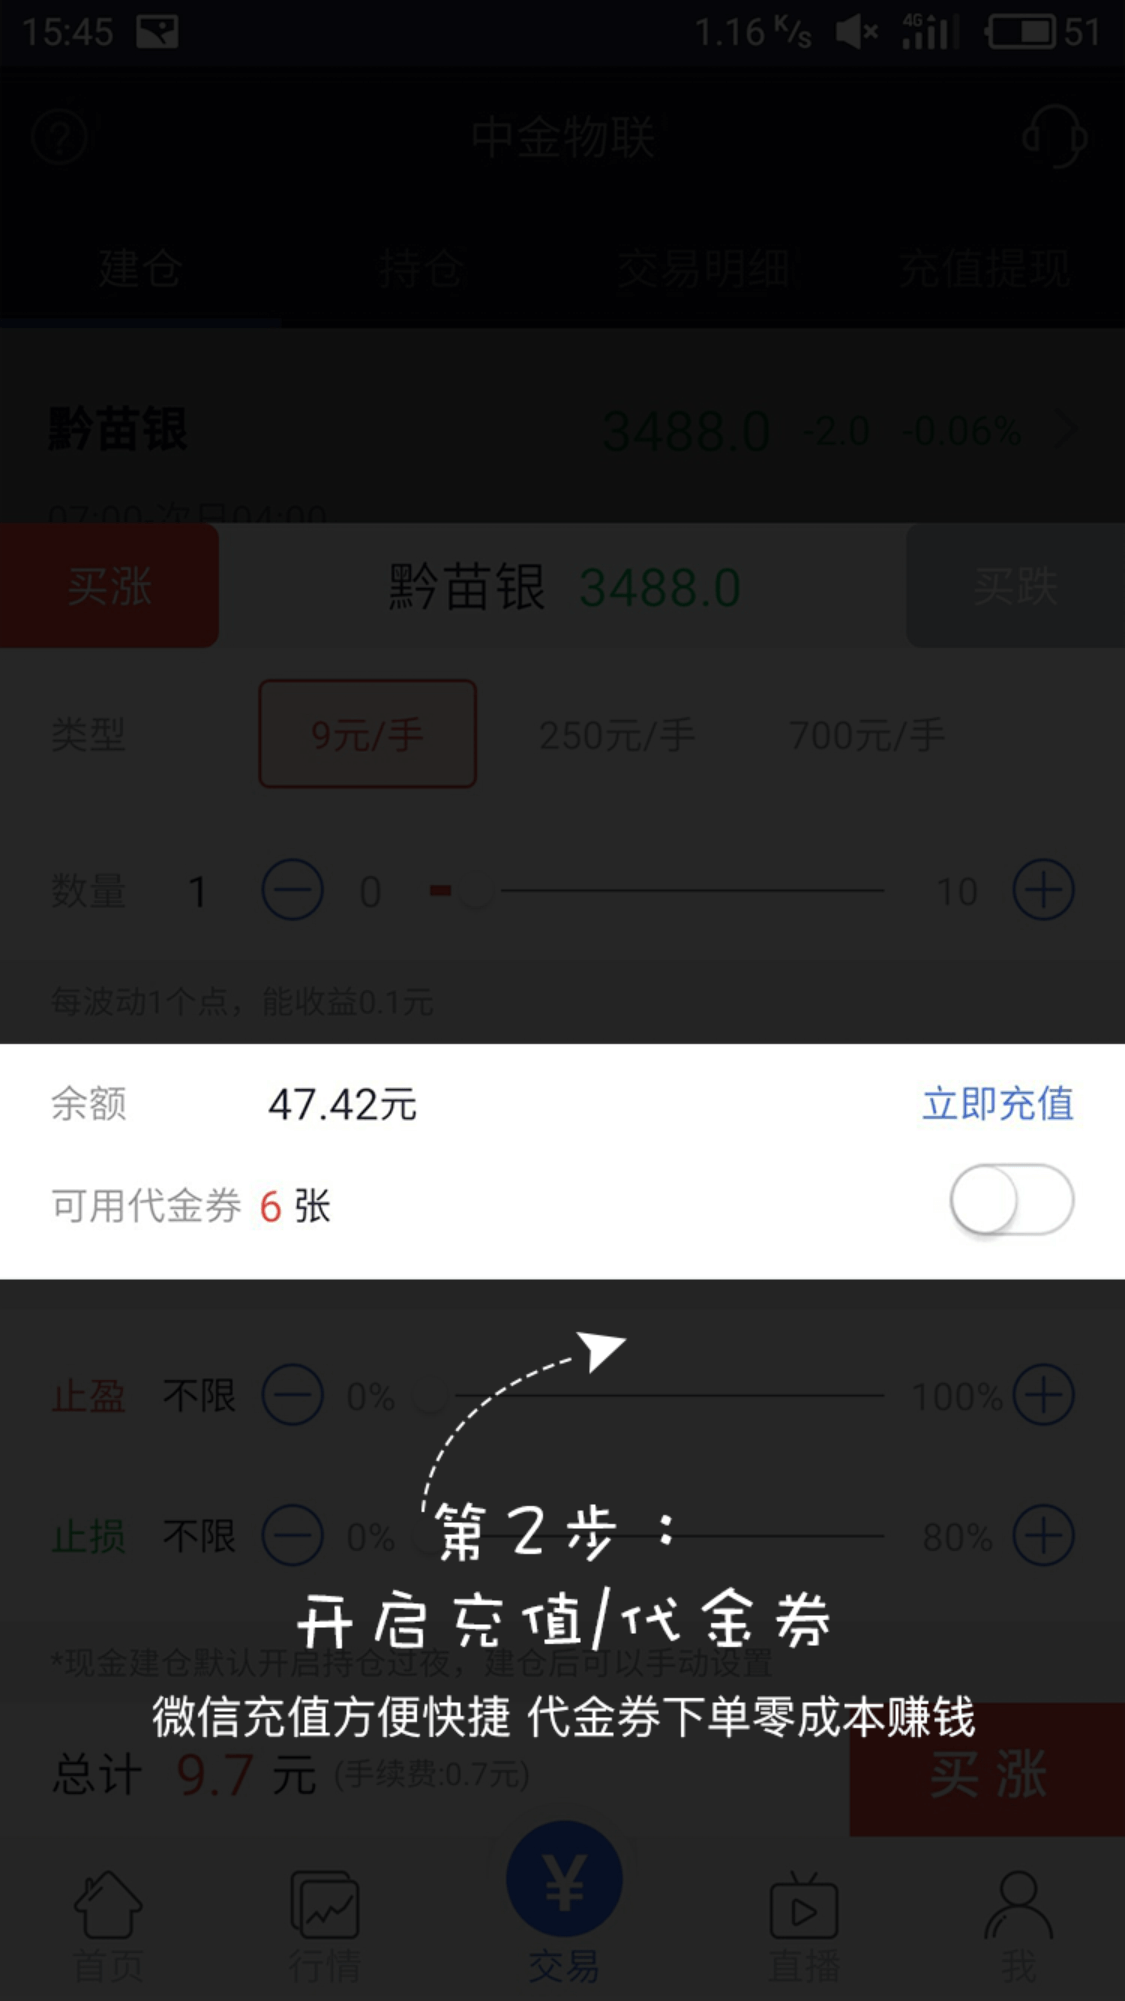 15:45 1.16 K/s 4G 51
中金物联
建仓 持仓 交易明细 充值提现
黔苗银 3488.0 -2.0 -0.06%
07:00-次日04:00
买涨 黔苗银 3488.0 买跌
类型 9元/手 250元/手 700元/手
数量 1 0 10
每波动1个点，能收益0.1元
余额 47.42元 立即充值
可用代金券 6 张
止盈 不限 0% 100%
第2步：
止损 不限 0% 80%
开启充值/代金券
*现金建仓默认开启持仓过夜，建仓后可以手动设置
微信充值方便快捷 代金券下单零成本赚钱
总计 9.7 元 (手续费:0.7元) 买涨
¥
首页 行情 交易 直播 我